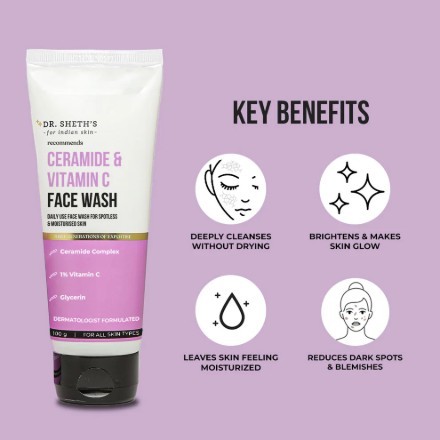 DR. SHETH'S
-for indian skin-
recommends
CERAMIDE &
VITAMIN C
FACE WASH
DAILY USE FACE WASH FOR SPOTLESS
& MOISTURISED SKIN
Ceramide Complex
1% Vitamin C
Glycerin
DERMATOLOGIST FORMULATED
100 g | FOR ALL SKIN TYPES
KEY BENEFITS
DEEPLY CLEANSES
WITHOUT DRYING
BRIGHTENS & MAKES
SKIN GLOW
LEAVES SKIN FEELING
MOISTURIZED
REDUCES DARK SPOTS
& BLEMISHES